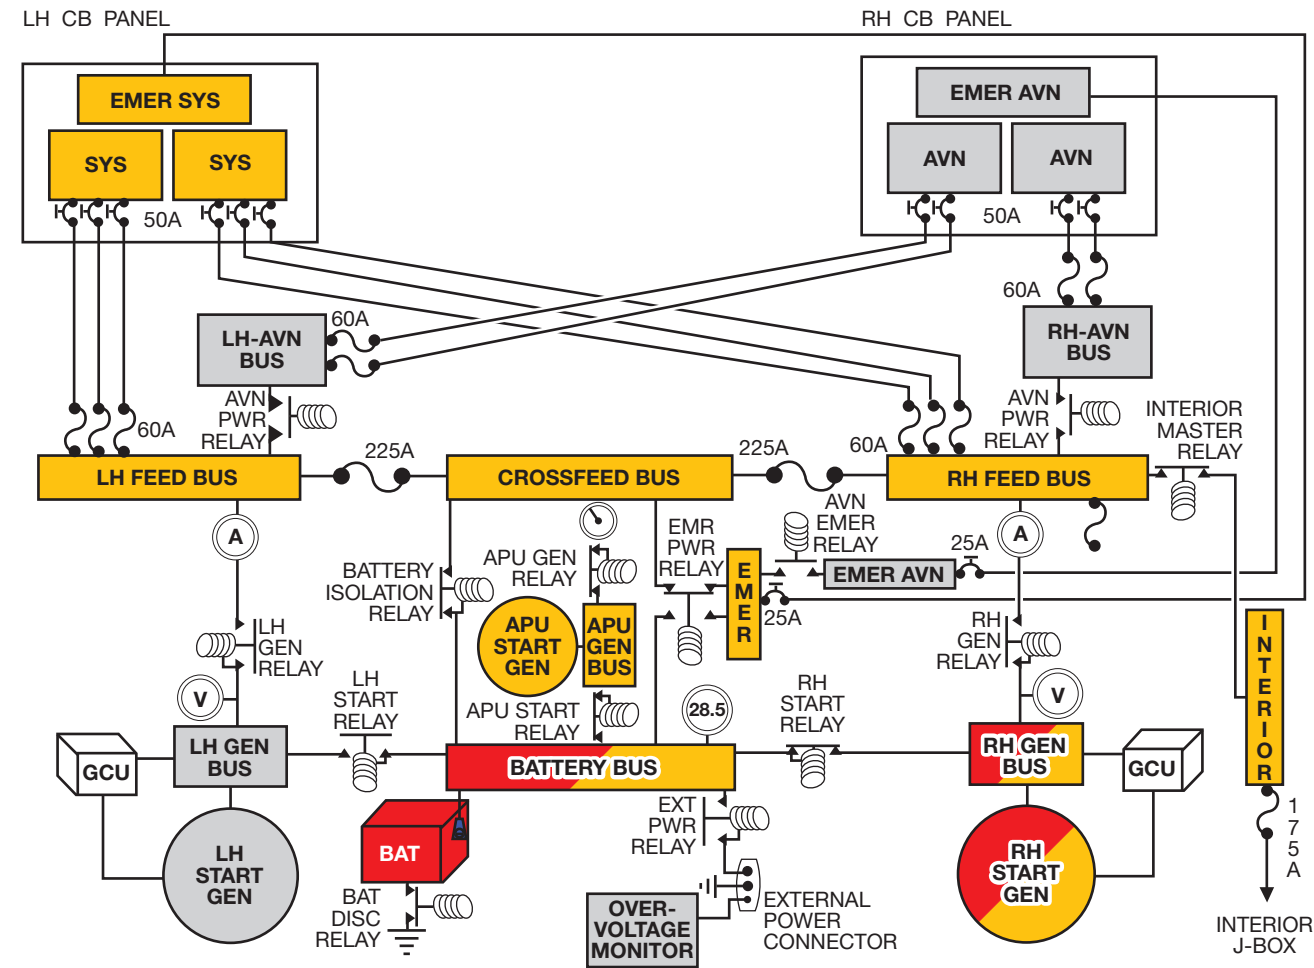 LH CB PANEL
RH CB PANEL
EMER SYS
SYS
SYS
50A
EMER AVN
AVN
AVN
50A
60A
LH-AVN
BUS
60A
RH-AVN
BUS
AVN
PWR
RELAY
60A
225A
225A
60A
AVN
PWR
RELAY
INTERIOR
MASTER
RELAY
LH FEED BUS
CROSSFEED BUS
RH FEED BUS
A
BATTERY
ISOLATION
RELAY
APU GEN
RELAY
EMR
PWR
RELAY
AVN
EMER
RELAY
25A
A
EMER AVN
E
M
E
R
25A
APU
START
GEN
APU
GEN
BUS
LH
GEN
RELAY
RH
GEN
RELAY
I
N
T
E
R
I
O
R
V
LH
START
RELAY
APU START
RELAY
28.5
RH
START
RELAY
V
GCU
LH GEN
BUS
BATTERY BUS
RH GEN
BUS
GCU
BAT
EXT
PWR
RELAY
1
7
5
A
LH
START
GEN
RH
START
GEN
BAT
DISC
RELAY
OVER-
VOLTAGE
MONITOR
EXTERNAL
POWER
CONNECTOR
INTERIOR
J-BOX